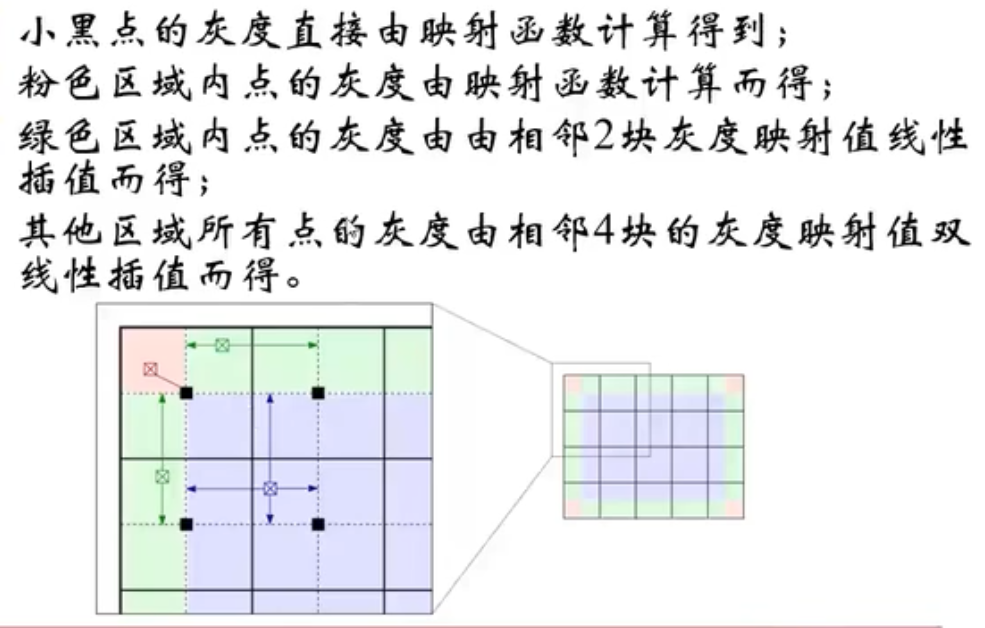 小黑点的灰度直接由映射函数计算得到；
粉色区域内点的灰度由映射函数计算而得；
绿色区域内点的灰度由由相邻2块灰度映射值线性
插值而得；
其他区域所有点的灰度由相邻4块的灰度映射值双
线性插值而得。